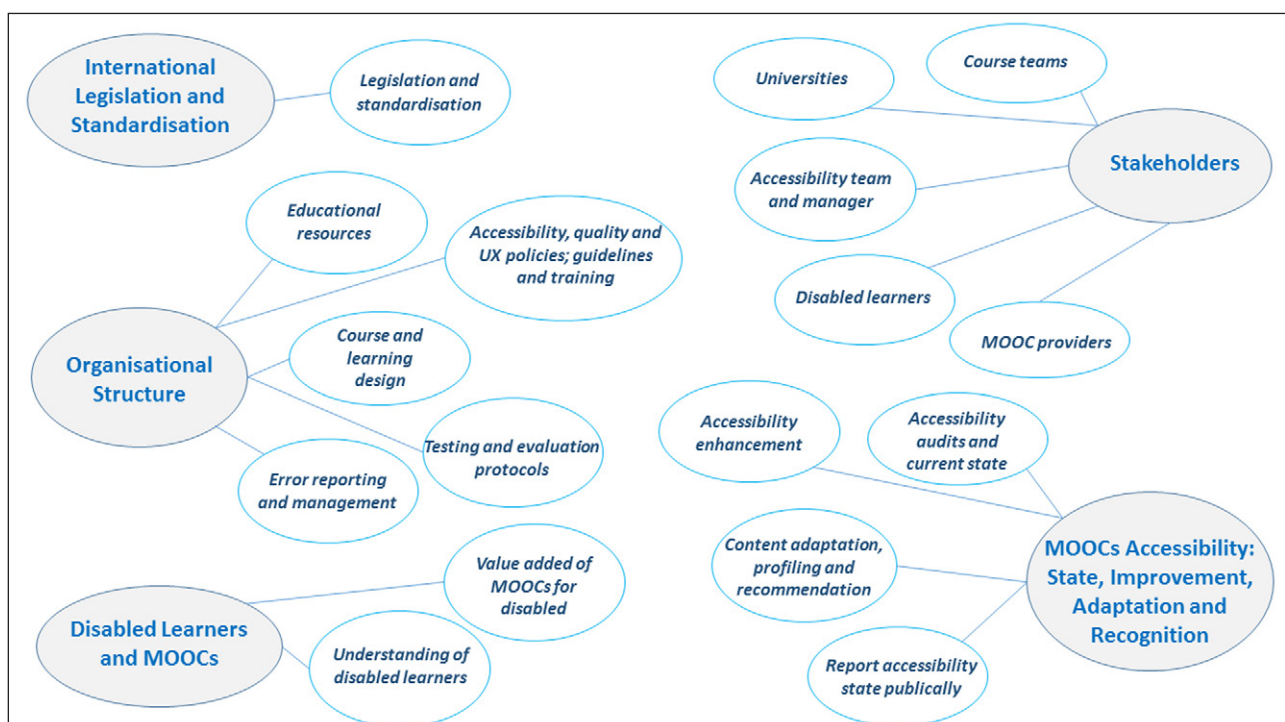 International
Legislation and
Standardisation
Legislation and
standardisation
Educational
resources
Accessibility, quality and
UX policies; guidelines
and training
Organisational
Structure
Course and
learning
design
Testing and evaluation
protocols
Error reporting
and management
Disabled Learners
and MOOCs
Value added of
MOOCs for
disabled
Understanding of
disabled learners
Universities
Course teams
Stakeholders
Accessibility team
and manager
Disabled learners
MOOC providers
Accessibility
enhancement
Accessibility
audits and
current state
MOOCs Accessibility:
State, Improvement,
Adaptation and
Recognition
Content adaptation,
profiling and
recommendation
Report accessibility
state publically